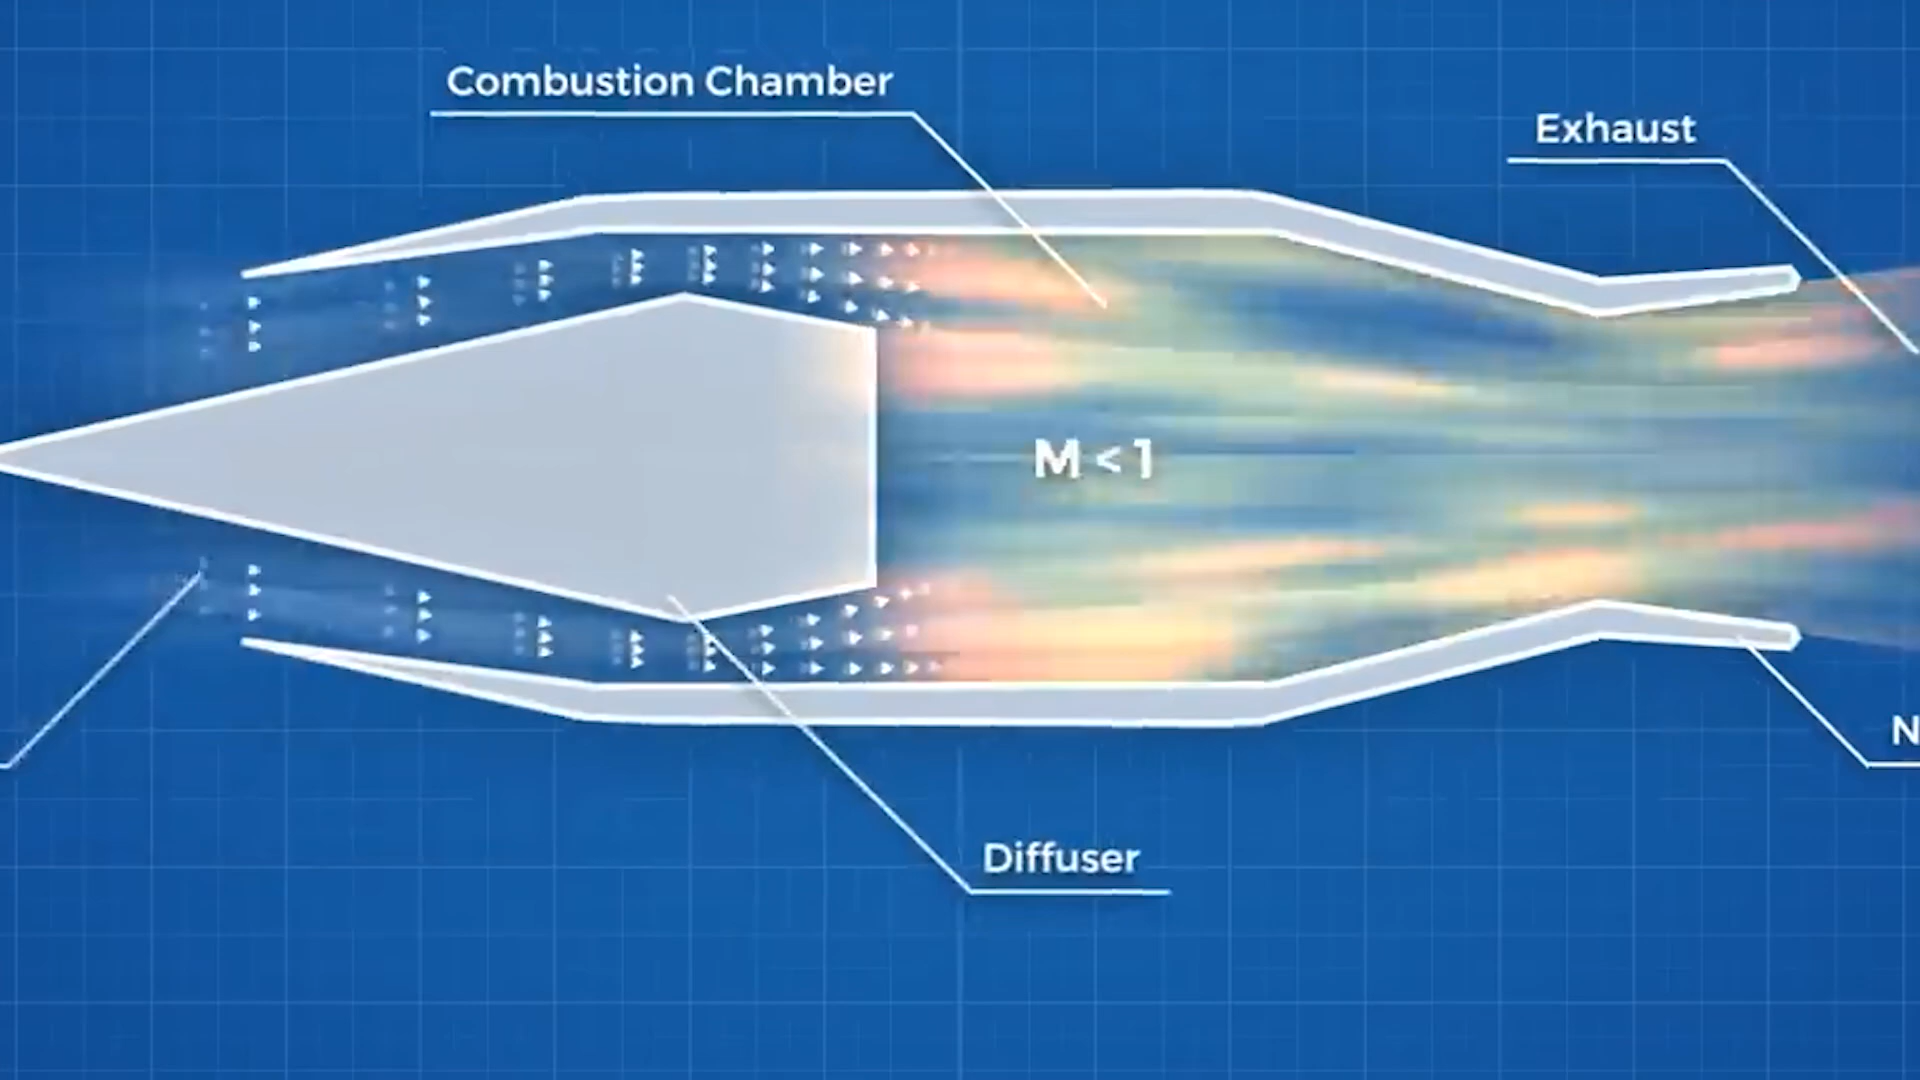 Combustion Chamber
Exhaust
M < 1
N
Diffuser